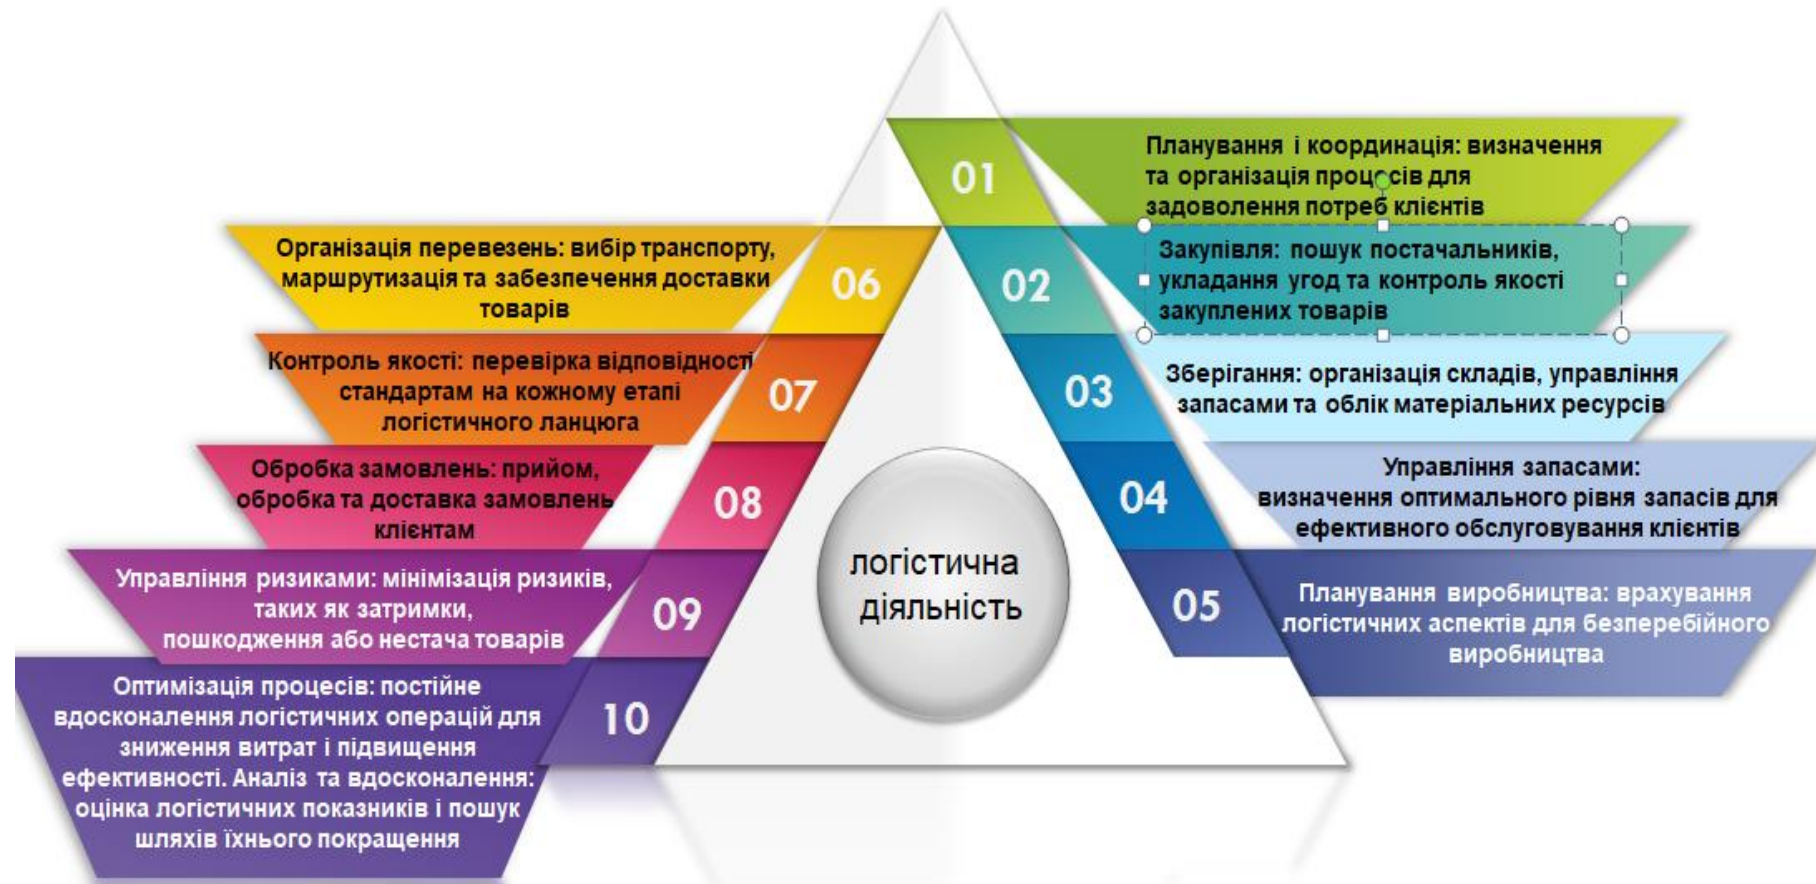 01
Планування і координація: визначення
та організація процесів для
задоволення потреб клієнтів
02
Закупівля: пошук постачальників,
укладання угод та контроль якості
закуплених товарів
03
Зберігання: організація складів, управління
запасами та облік матеріальних ресурсів
04
Управління запасами:
визначення оптимального рівня запасів для
ефективного обслуговування клієнтів
05
Планування виробництва: врахування
логістичних аспектів для безперебійного
виробництва
06
Організація перевезень: вибір транспорту,
маршрутизація та забезпечення доставки
товарів
07
Контроль якості: перевірка відповідності
стандартам на кожному етапі
логістичного ланцюга
08
Обробка замовлень: прийом,
обробка та доставка замовлень
клієнтам
09
Управління ризиками: мінімізація ризиків,
таких як затримки,
пошкодження або нестача товарів
10
Оптимізація процесів: постійне
вдосконалення логістичних операцій для
зниження витрат і підвищення
ефективності. Аналіз та вдосконалення:
оцінка логістичних показників і пошук
шляхів їхнього покращення
логістична
діяльність